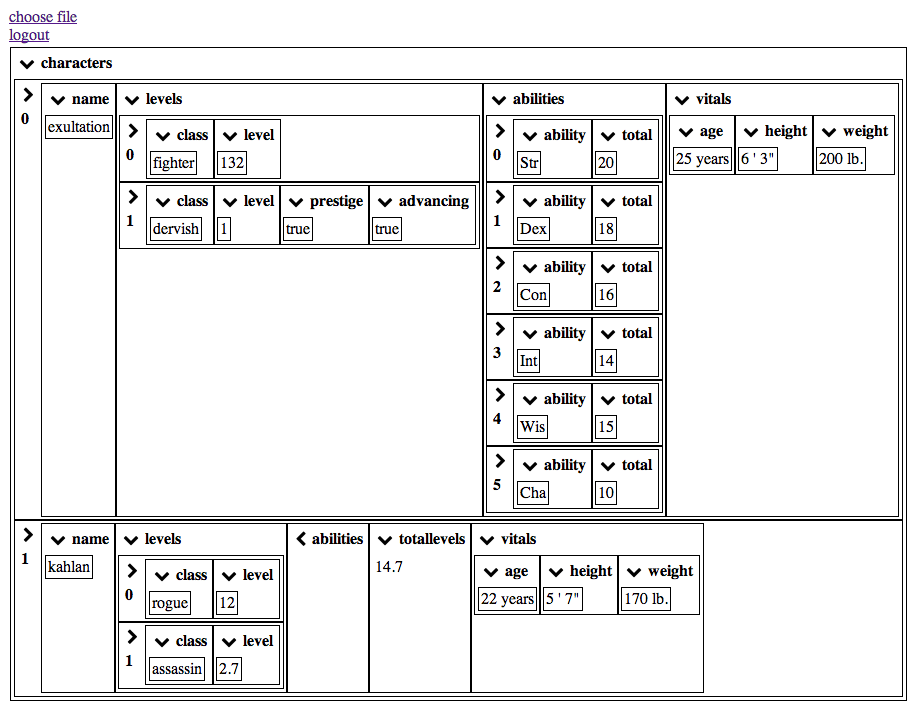 choose file
logout
characters
0 name levels abilities vitals
exultation
0 class level
fighter 132
1 class level prestige advancing
dervish 1 true true
0 ability total
Str 20
1 ability total
Dex 18
2 ability total
Con 16
3 ability total
Int 14
4 ability total
Wis 15
5 ability total
Cha 10
age height weight
25 years 6 ' 3" 200 lb.
1 name levels abilities totallevels vitals
kahlan
0 class level
rogue 12
1 class level
assassin 2.7
14.7
age height weight
22 years 5 ' 7" 170 lb.